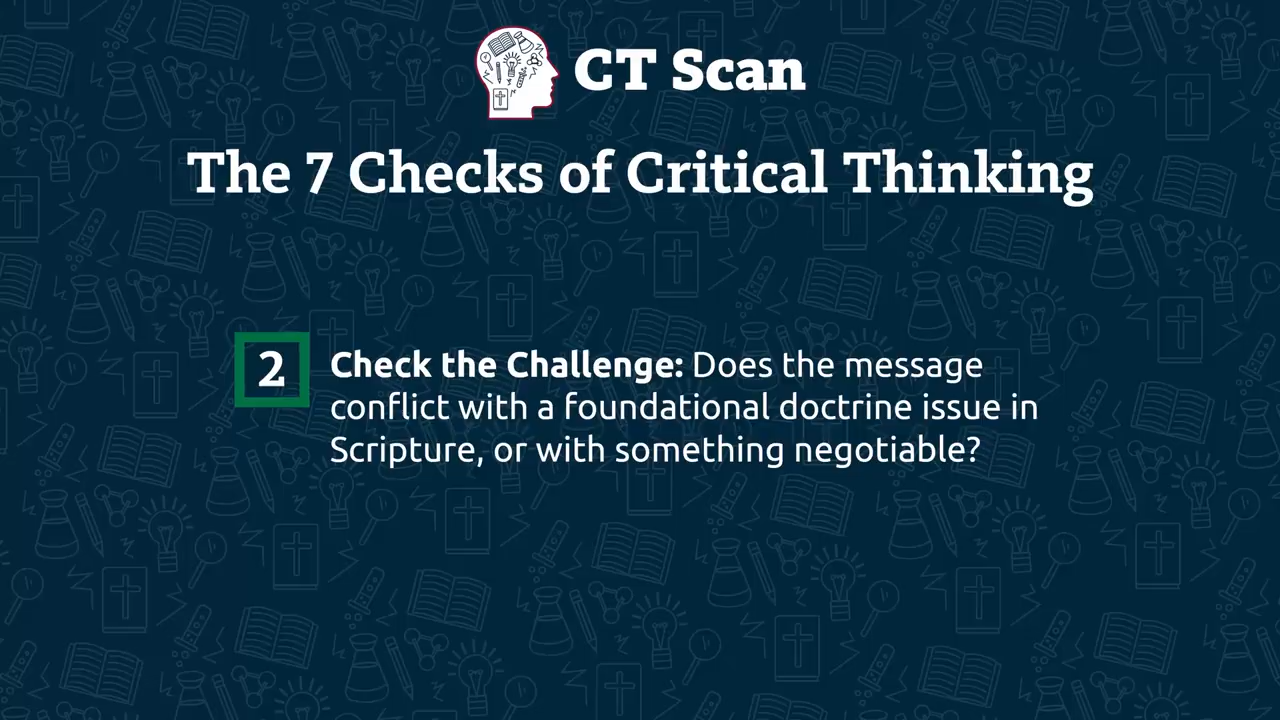 CT Scan
The 7 Checks of Critical Thinking
2
Check the Challenge: Does the message
conflict with a foundational doctrine issue in
Scripture, or with something negotiable?